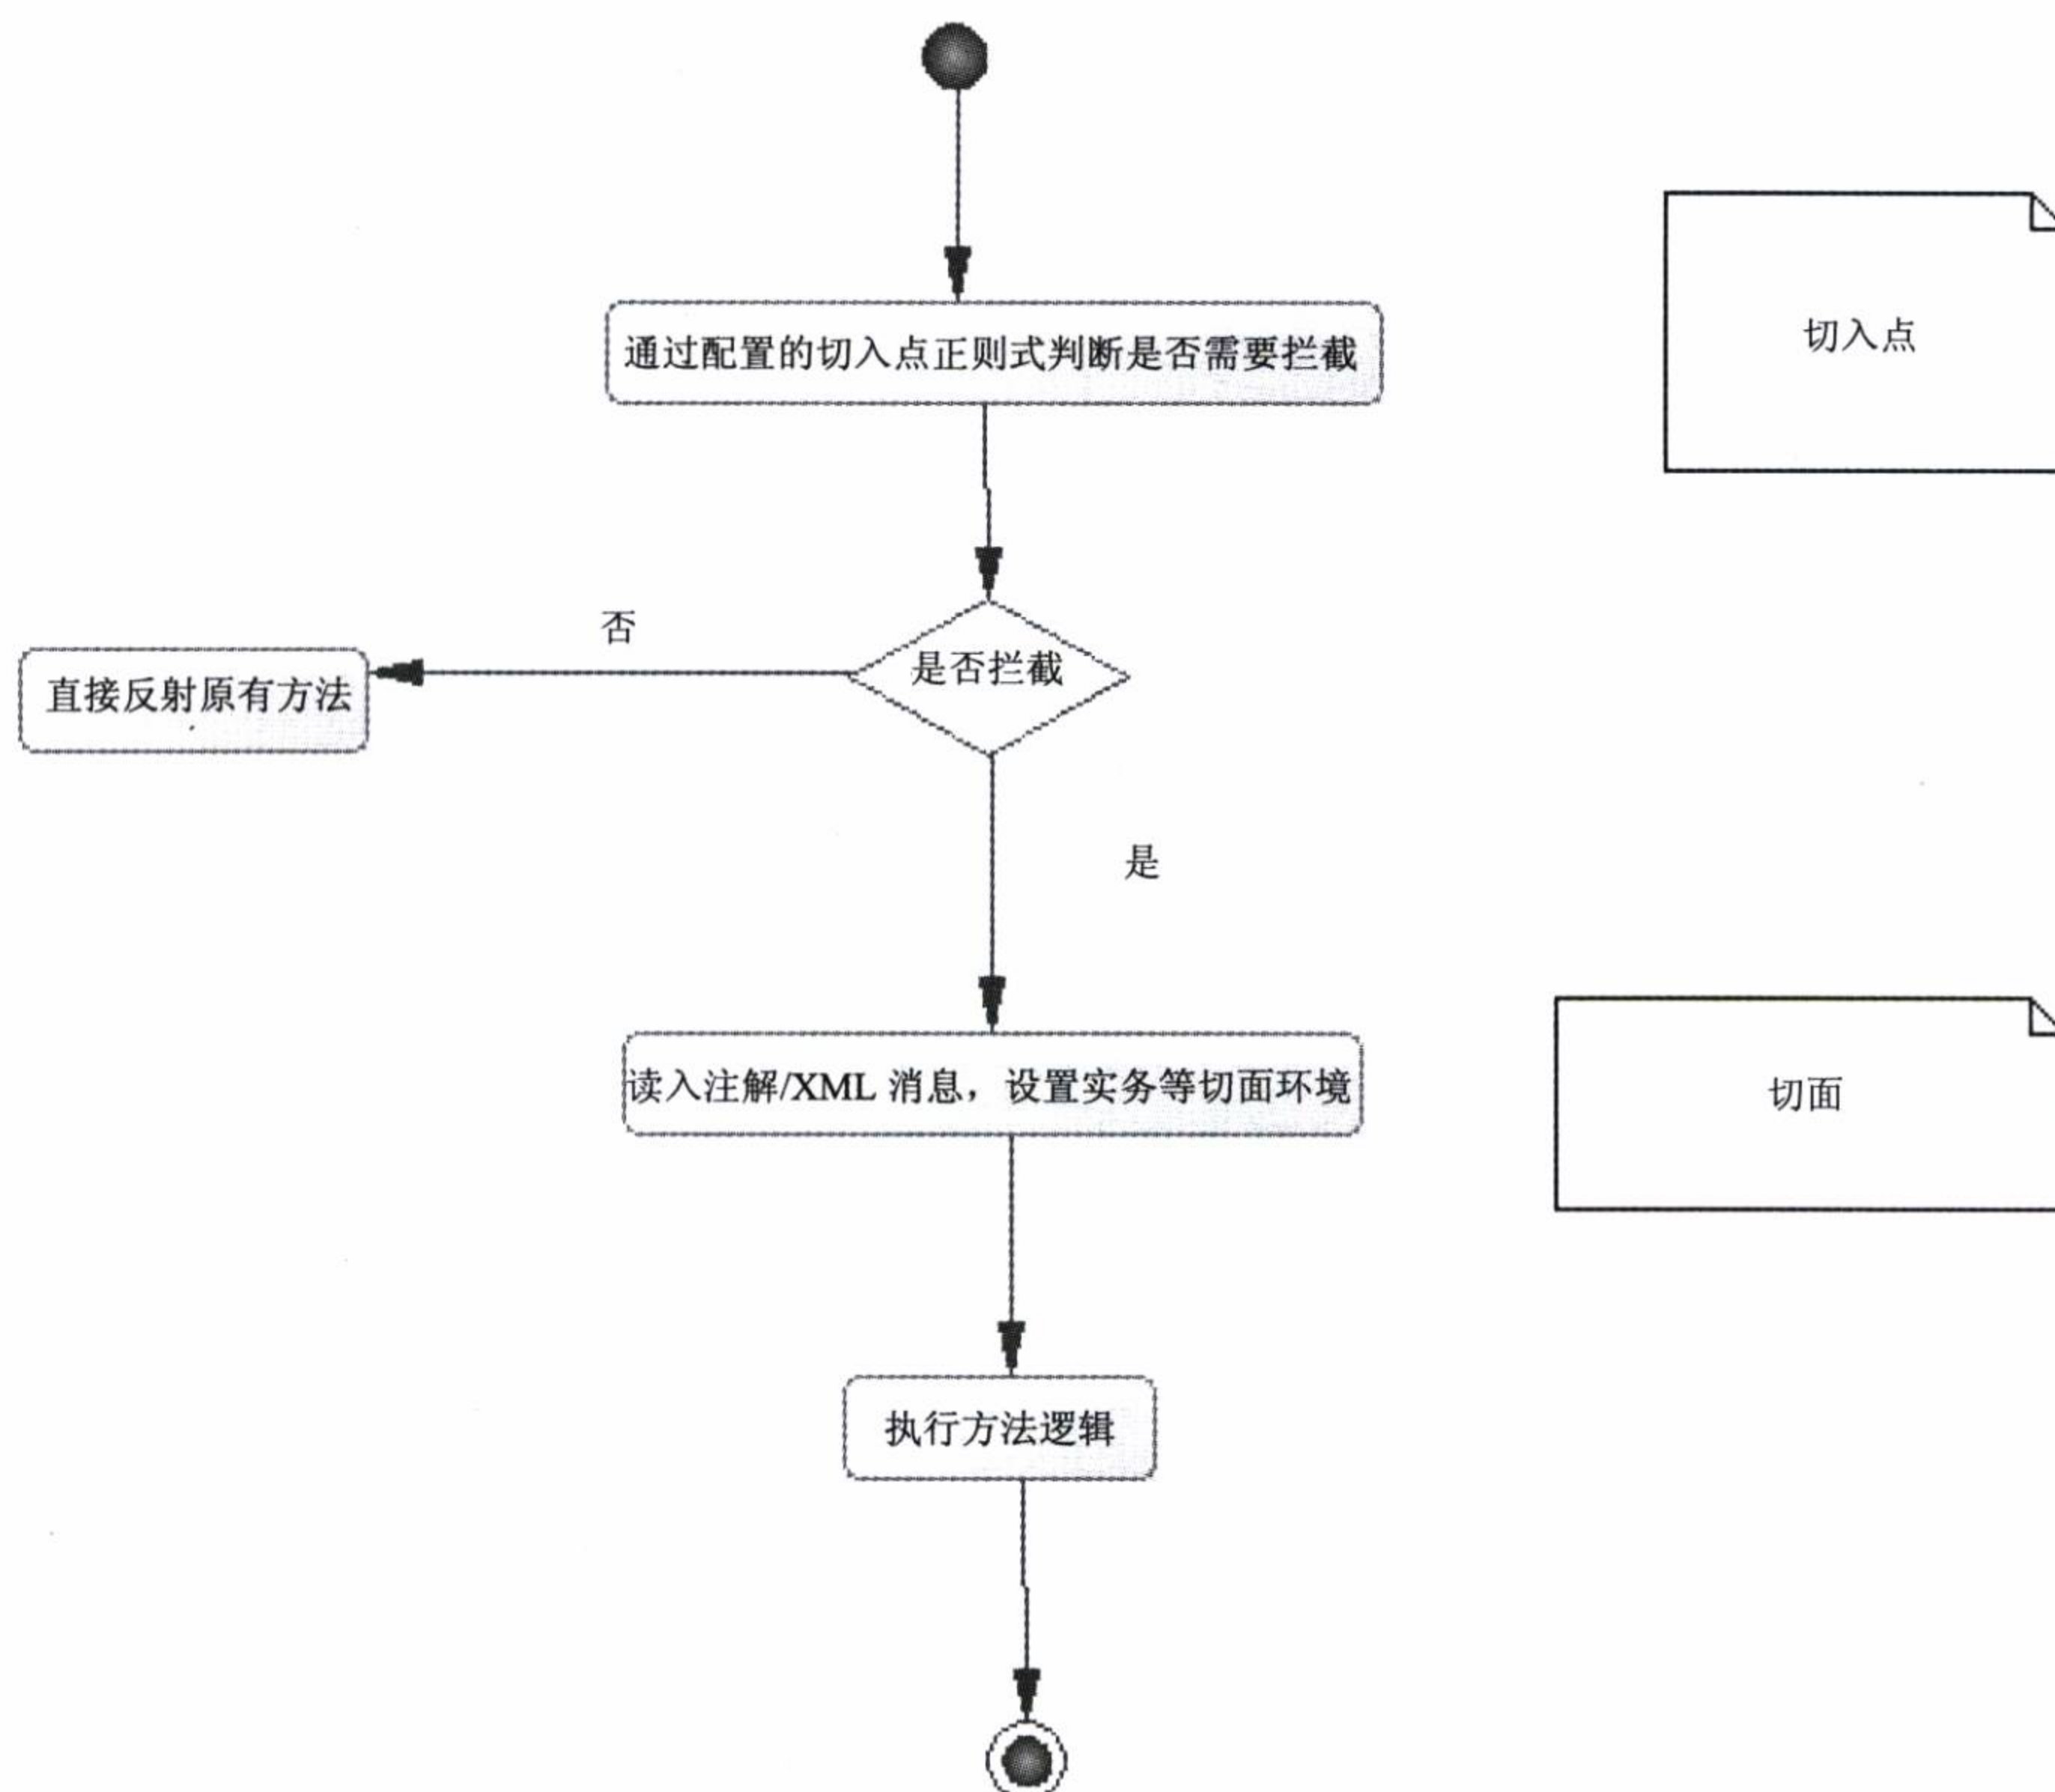 通过配置的切入点正则式判断是否需要拦截
切入点
否
是否拦截
直接反射原有方法
是
读入注解/XML 消息，设置实务等切面环境
切面
执行方法逻辑